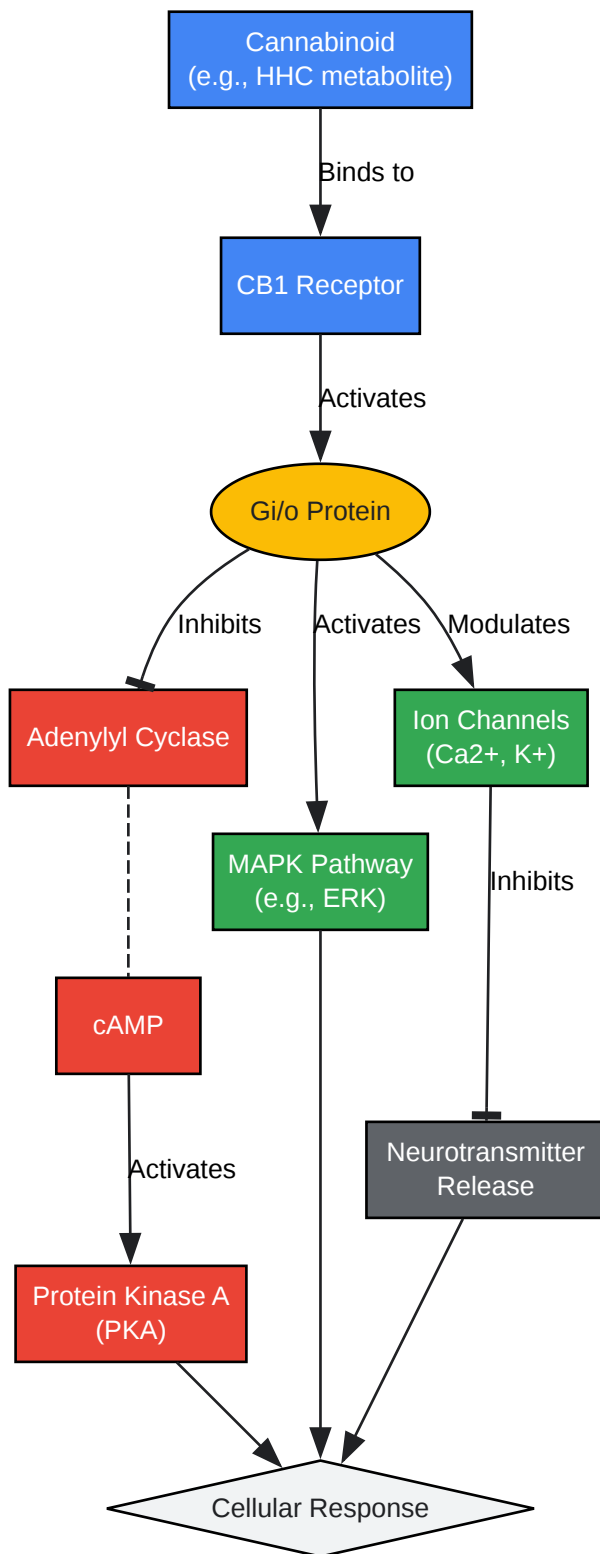 Cannabinoid
(e.g., HHC metabolite)
Binds to
CB1 Receptor
Activates
Gi/o Protein
Inhibits
Activates
Modulates
Adenylyl Cyclase
Ion Channels
(Ca2+, K+)
MAPK Pathway
(e.g., ERK)
Inhibits
cAMP
Activates
Neurotransmitter
Release
Protein Kinase A
(PKA)
Cellular Response